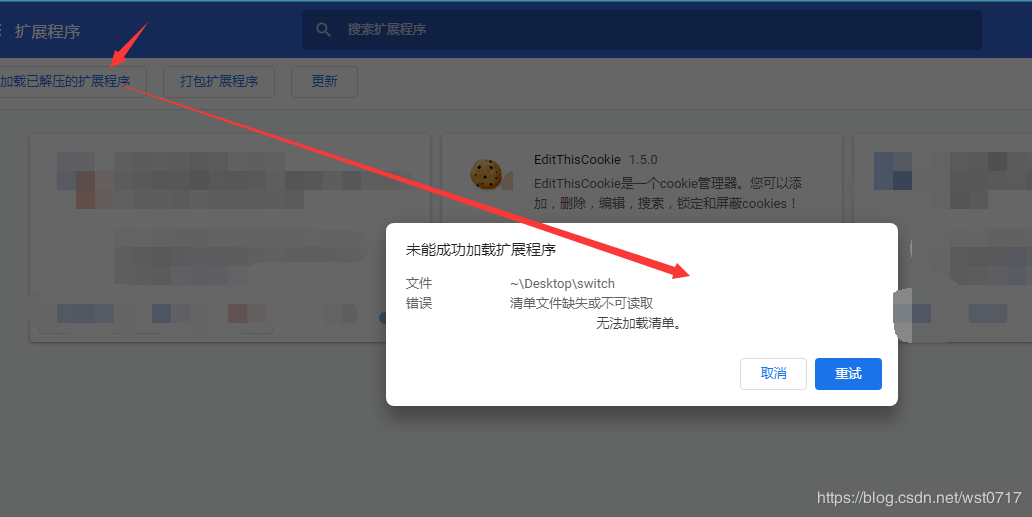 扩展程序
搜索扩展程序
加载已解压的扩展程序
打包扩展程序
更新
EditThisCookie 1.5.0
EditThisCookie是一个cookie管理器。您可以添
加，删除，编辑，搜索，锁定和屏蔽cookies！
未能成功加载扩展程序
文件 ~\Desktop\switch
错误 清单文件缺失或不可读取
无法加载清单。
取消
重试
https://blog.csdn.net/wst0717